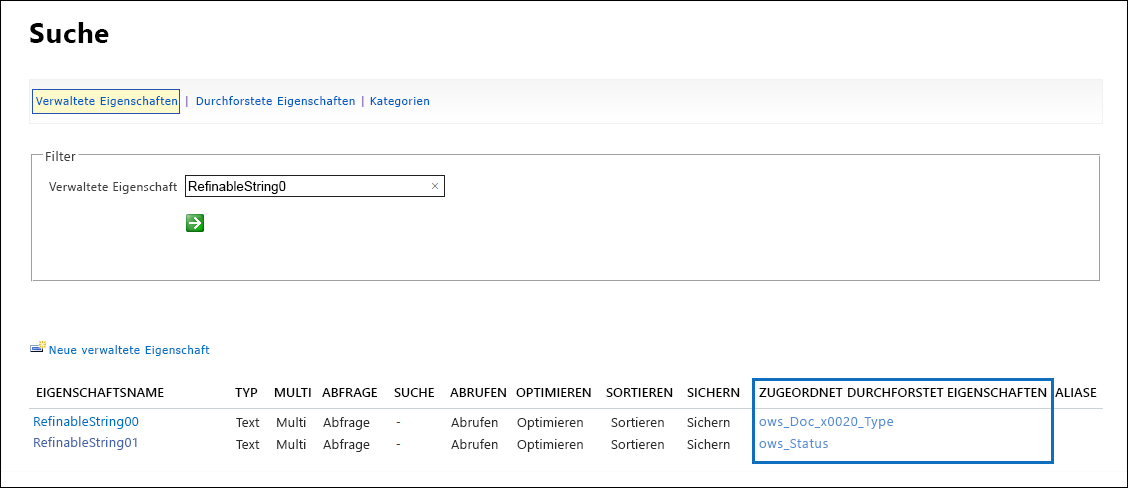 Suche
Verwaltete Eigenschaften | Durchforstete Eigenschaften | Kategorien
Filter
Verwaltete Eigenschaft RefinableString0 ×
Neue verwaltete Eigenschaft
EIGENSCHAFTSNAME TYP MULTI ABFRAGE SUCHE ABRUFEN OPTIMIEREN SORTIEREN SICHERN ZUGEORDNET DURCHFORSTET EIGENSCHAFTEN ALIASE
RefinableString00 Text Multi Abfrage - Abrufen Optimieren Sortieren Sichern ows_Doc_x0020_Type
RefinableString01 Text Multi Abfrage - Abrufen Optimieren Sortieren Sichern ows_Status